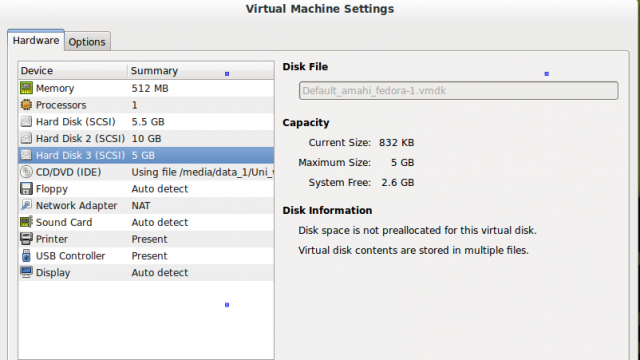 Virtual Machine Settings
Hardware
Options
Device Summary
Memory 512 MB
Processors 1
Hard Disk (SCSI) 5.5 GB
Hard Disk 2 (SCSI) 10 GB
Hard Disk 3 (SCSI) 5 GB
CD/DVD (IDE) Using file /media/data_1/Uni_
Floppy Auto detect
Network Adapter NAT
Sound Card Auto detect
Printer Present
USB Controller Present
Display Auto detect
Disk File
Default_amahi_fedora-1.vmdk
Capacity
Current Size: 832 KB
Maximum Size: 5 GB
System Free: 2.6 GB
Disk Information
Disk space is not preallocated for this virtual disk.
Virtual disk contents are stored in multiple files.